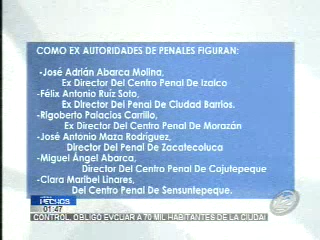 COMO EX AUTORIDADES DE PENALES FIGURAN:
-José Adrián Abarca Molina,
Ex Director Del Centro Penal De Izalco
-Félix Antonio Ruíz Soto,
Ex Director Del Penal De Ciudad Barrios.
-Rigoberto Palacios Carrillo,
Ex Director Del Centro Penal De Morazán
-José Antonio Maza Rodríguez,
Director Del Penal De Zacatecoluca
-Miguel Ángel Abarca,
Director Del Centro Penal De Cojutepeque
-Clara Maribel Linares,
Del Centro Penal De Sensuntepeque.
HECHOS
01:47
CONTROL, OBLIGÓ EVCUAR A 70 MIL HABITANTES DE LA CIUDAD